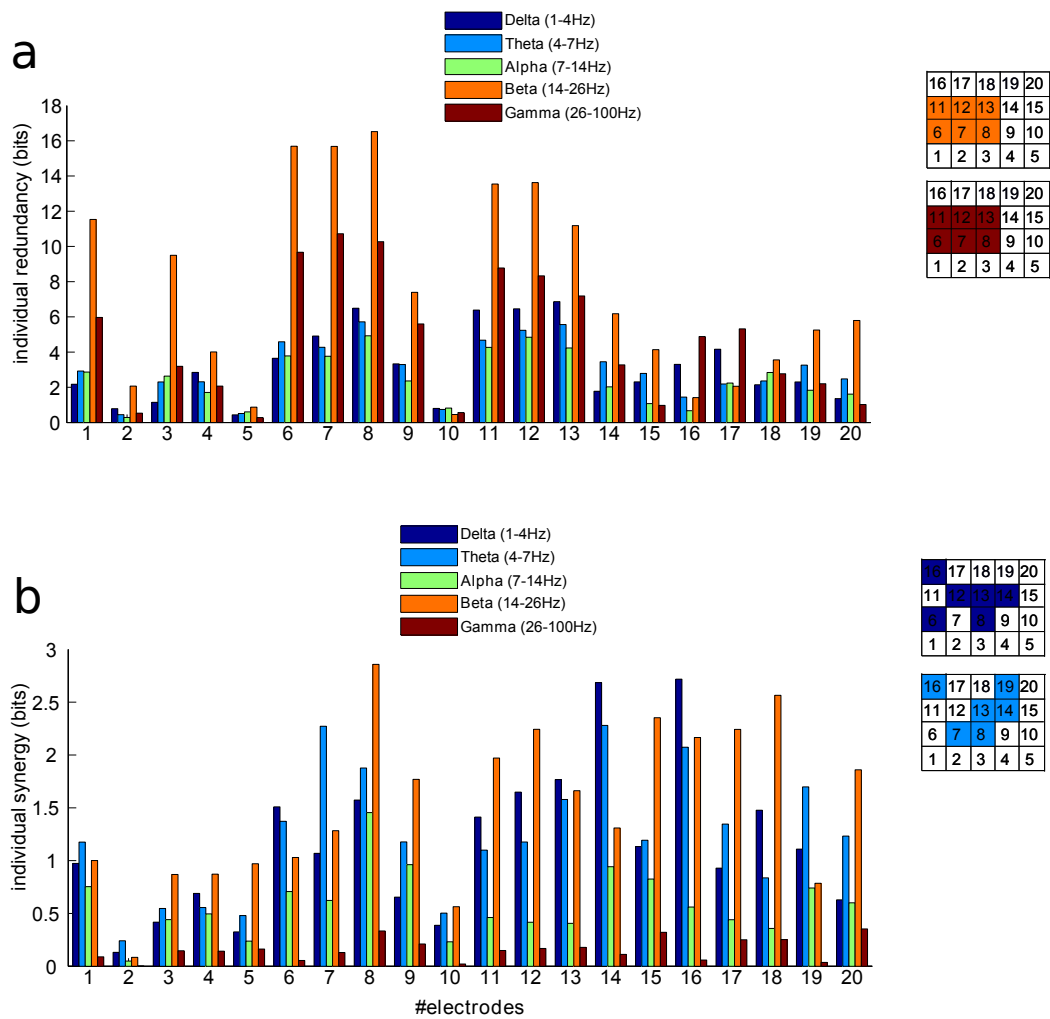 a
Delta (1-4Hz)
Theta (4-7Hz)
Alpha (7-14Hz)
Beta (14-26Hz)
Gamma (26-100Hz)
individual redundancy (bits)
18
16
14
12
10
8
6
4
2
0
1 2 3 4 5 6 7 8 9 10 11 12 13 14 15 16 17 18 19 20
16 17 18 19 20
11 12 13 14 15
6 7 8 9 10
1 2 3 4 5
16 17 18 19 20
11 12 13 14 15
6 7 8 9 10
1 2 3 4 5
b
Delta (1-4Hz)
Theta (4-7Hz)
Alpha (7-14Hz)
Beta (14-26Hz)
Gamma (26-100Hz)
individual synergy (bits)
3
2.5
2
1.5
1
0.5
0
1 2 3 4 5 6 7 8 9 10 11 12 13 14 15 16 17 18 19 20
#electrodes
16 17 18 19 20
11 12 13 14 15
6 7 8 9 10
1 2 3 4 5
16 17 18 19 20
11 12 13 14 15
6 7 8 9 10
1 2 3 4 5